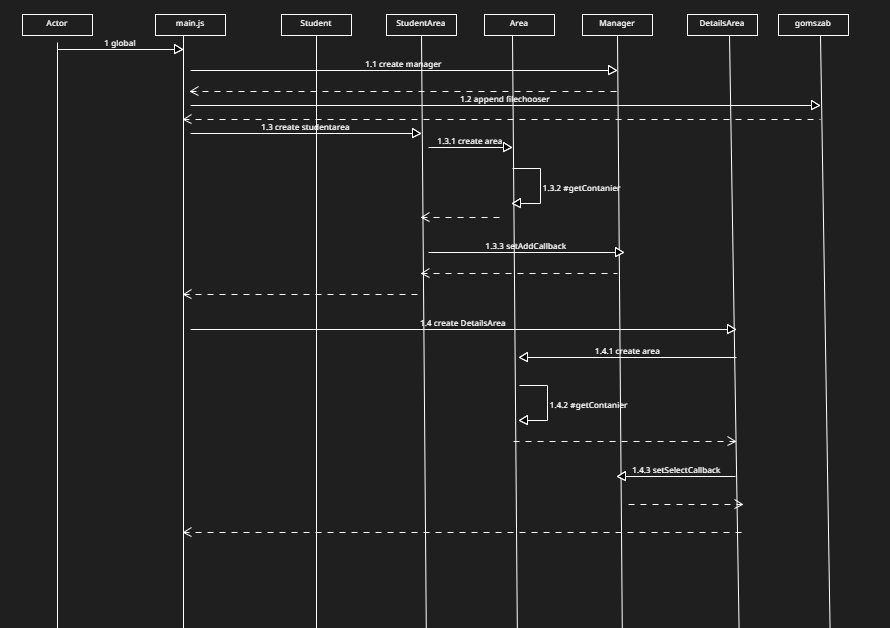 Actor
main.js
Student
StudentArea
Area
Manager
DetailsArea
gomszab
1 global
1.1 create manager
1.2 append filechooser
1.3 create studentarea
1.3.1 create area
1.3.2 #getContanier
1.3.3 setAddCallback
1.4 create DetailsArea
1.4.1 create area
1.4.2 #getContanier
1.4.3 setSelectCallback